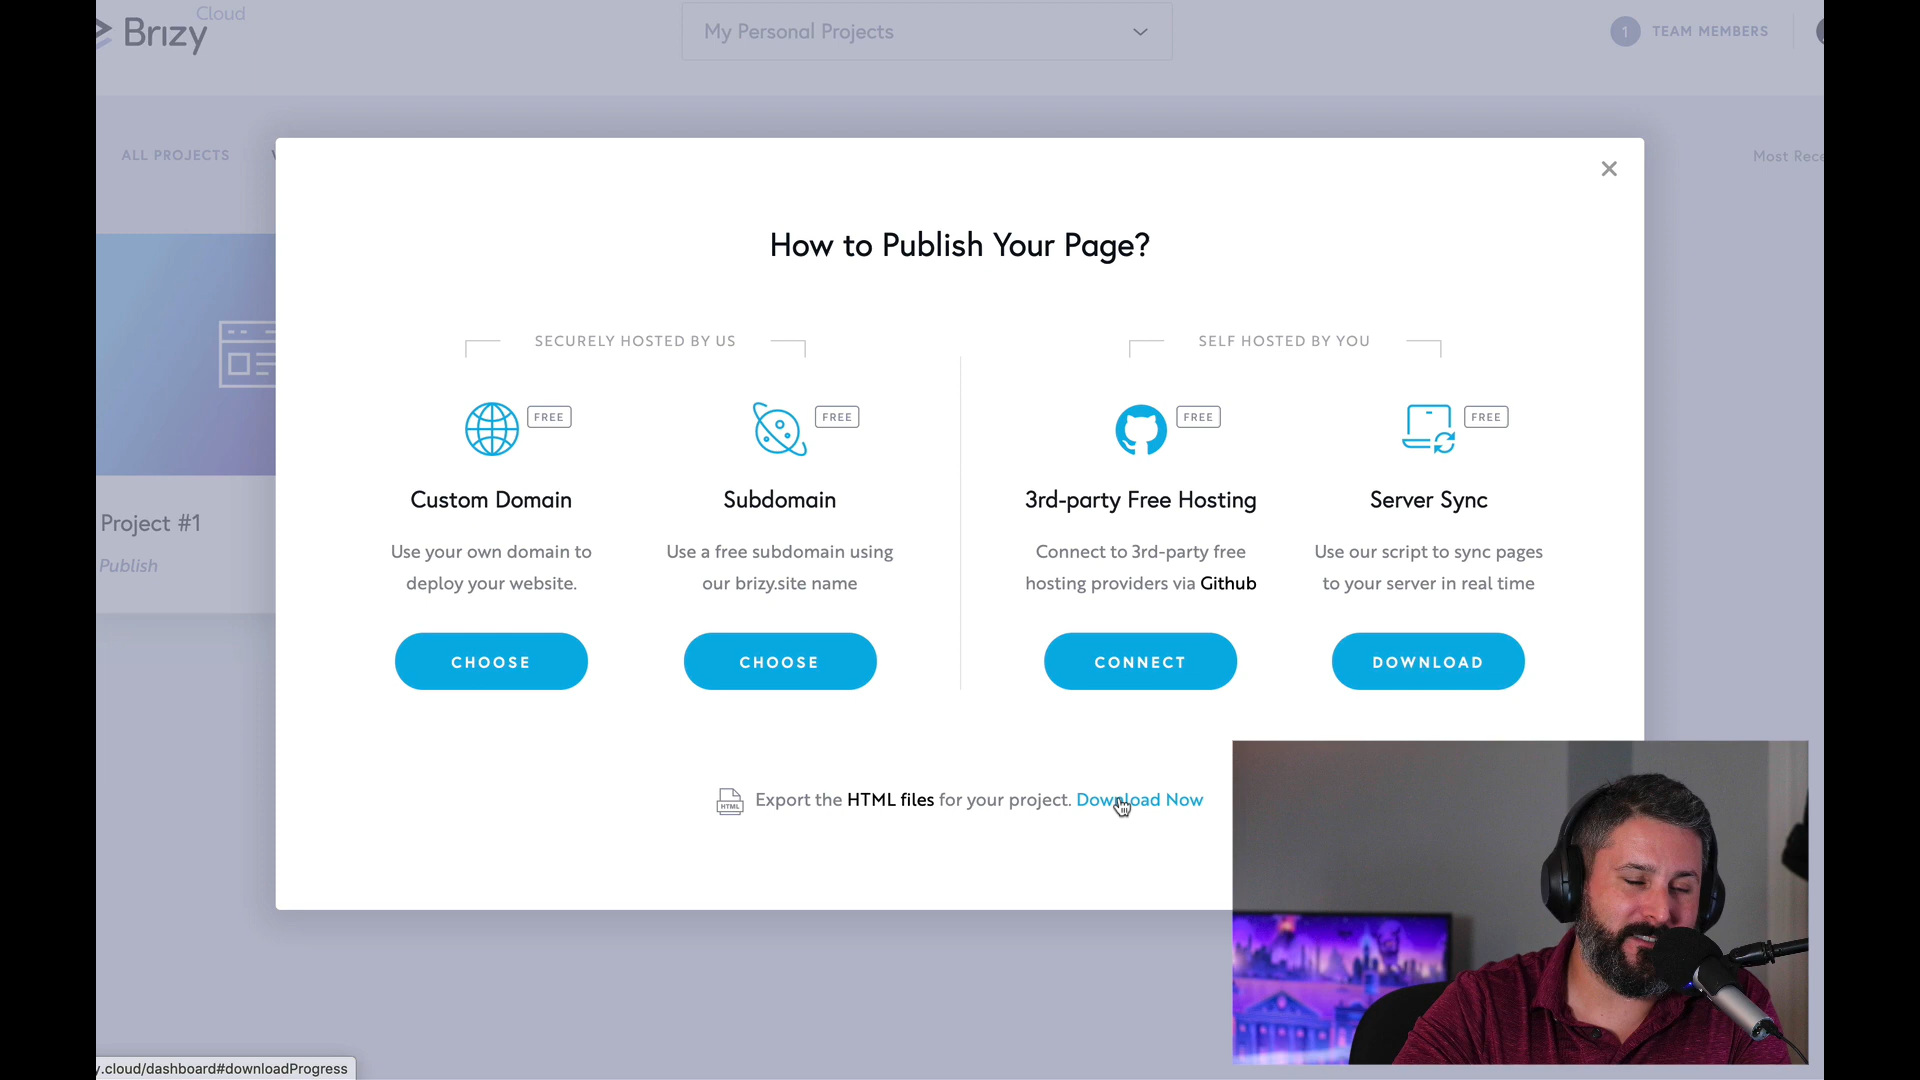 Cloud
Brizy
My Personal Projects
1 TEAM MEMBERS
ALL PROJECTS
Most Rece
How to Publish Your Page?
SECURELY HOSTED BY US
SELF HOSTED BY YOU
FREE
FREE
FREE
FREE
Custom Domain
Subdomain
3rd-party Free Hosting
Server Sync
Use your own domain to
deploy your website.
Use a free subdomain using
our brizy.site name
Connect to 3rd-party free
hosting providers via Github
Use our script to sync pages
to your server in real time
CHOOSE
CHOOSE
CONNECT
DOWNLOAD
Project #1
Publish
HTML
Export the HTML files for your project. Download Now
y.cloud/dashboard#downloadProgress